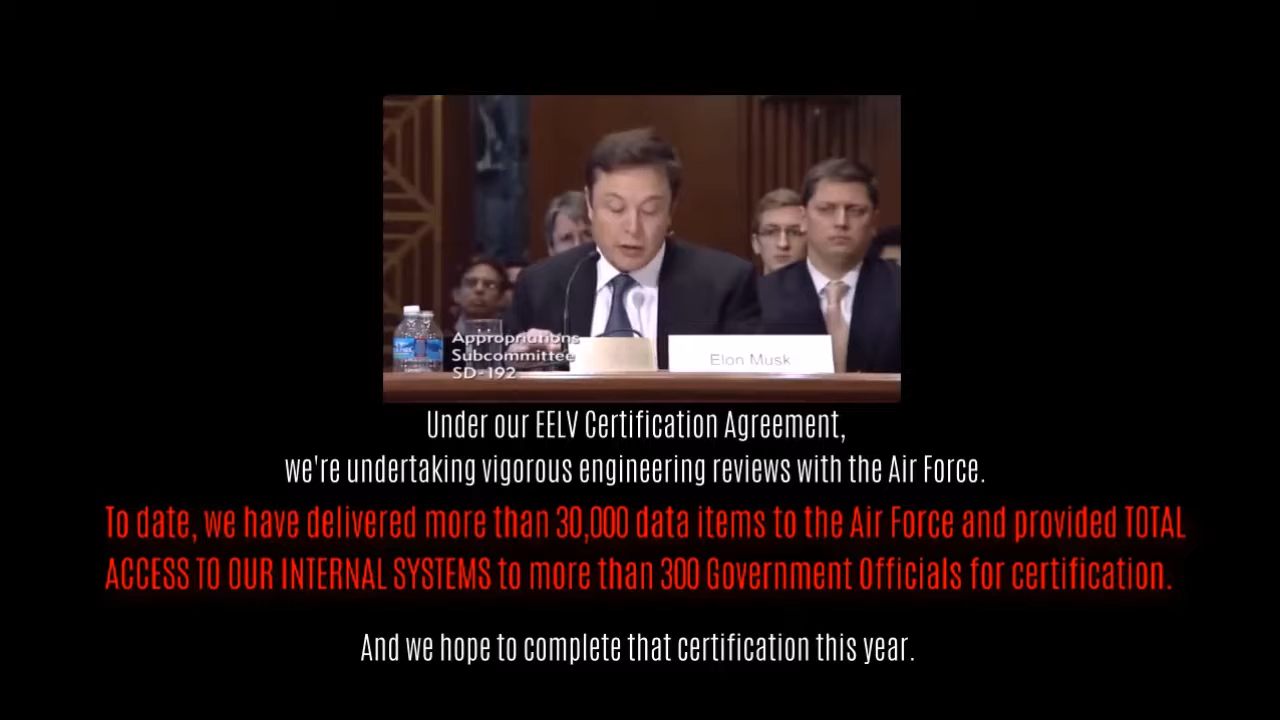 Appropriations
Subcommittee
SD-192
Elon Musk
Under our EELV Certification Agreement,
we're undertaking vigorous engineering reviews with the Air Force.
To date, we have delivered more than 30,000 data items to the Air Force and provided TOTAL
ACCESS TO OUR INTERNAL SYSTEMS to more than 300 Government Officials for certification.
And we hope to complete that certification this year.